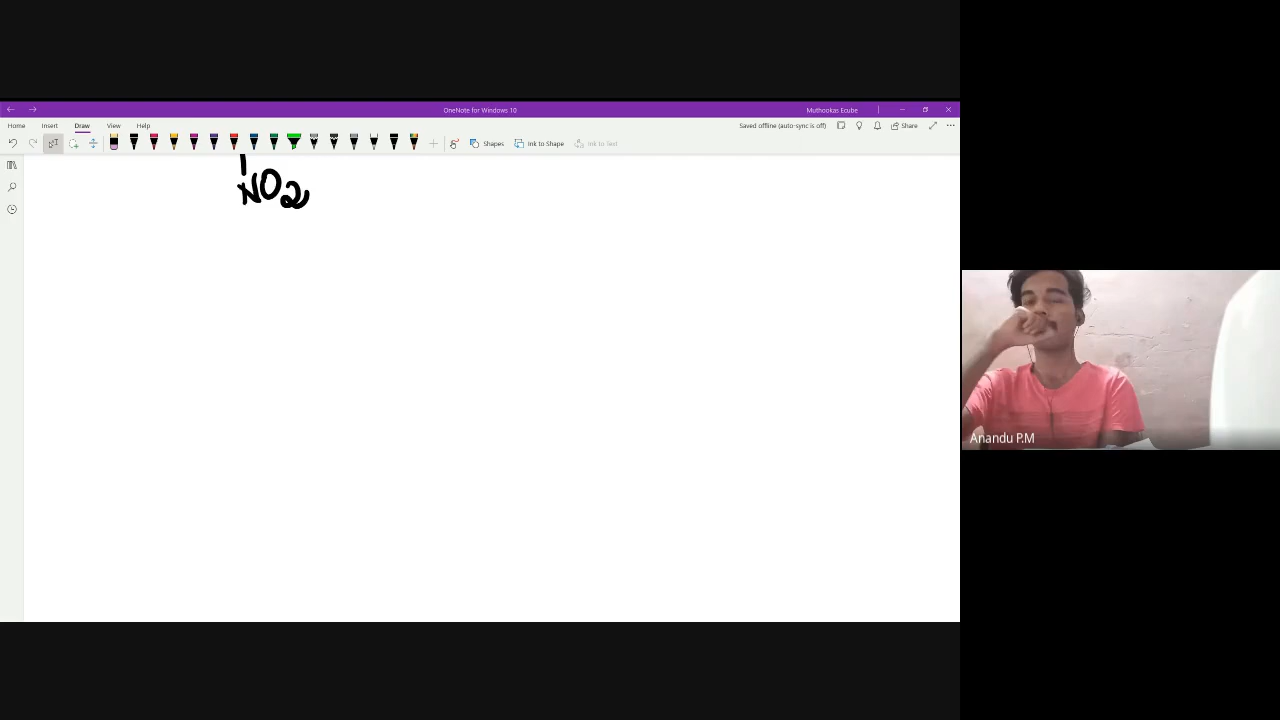 OneNote for Windows 10
Muthookas Ecube
Home Insert Draw View Help
Saved offline (auto-sync is off) Share
Shapes Ink to Shape Ink to Text
NO2
Anandu P.M